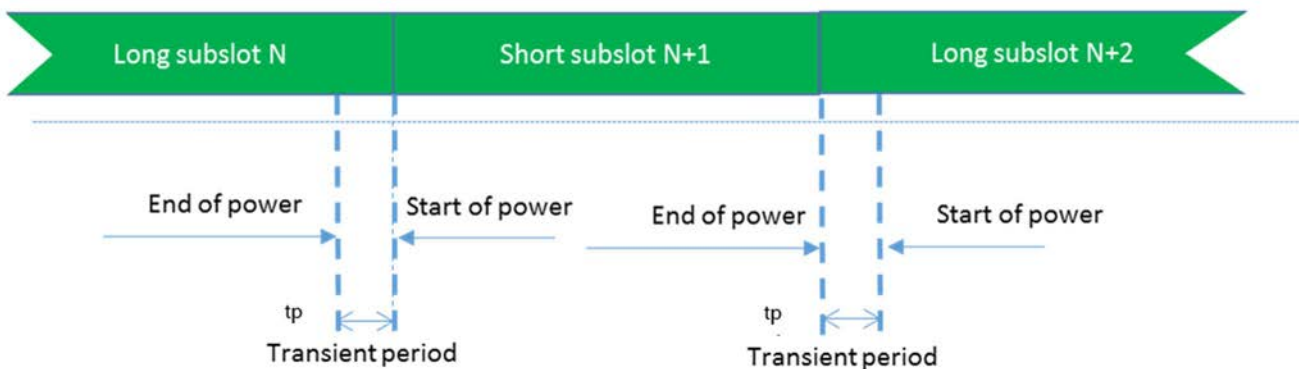 Long subslot N
Short subslot N+1
Long subslot N+2
End of power
Start of power
End of power
Start of power
tp
Transient period
tp
Transient period